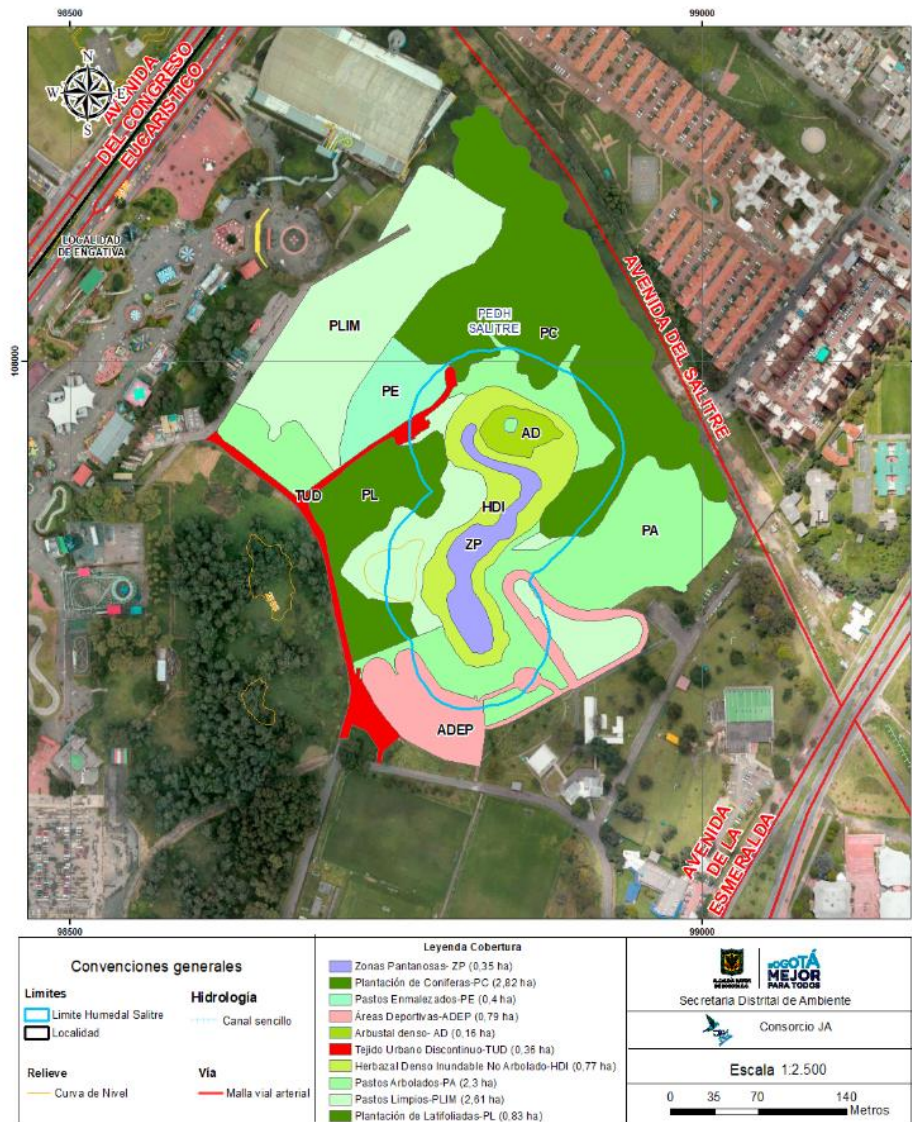 98500
99000
N
W
E
S
AVENIDA
DEL CONGRESO
EUCARISTICO
LOCALIDAD
DE ENGATIVA
108000
PLIM
PEDH
SALITRE
PC
AVENIDA DEL SALITRE
PE
AD
TUD
PL
HDI
ZP
PA
ADEP
AVENIDA
DE LA
ESMERALDA
98500
99000
Convenciones generales
Límites
Limite Humedal Salitre
Localidad
Hidrología
Canal sencillo
Relieve
Curva de Nivel
Vía
Malla vial arterial
Leyenda Cobertura
Zonas Pantanosas- ZP (0,35 ha)
Plantación de Coníferas-PC (2,82 ha)
Pastos Enmalezados-PE (0,4 ha)
Áreas Deportivas-ADEP (0,79 ha)
Arbustal denso- AD (0,16 ha)
Tejido Urbano Discontinuo-TUD (0,36 ha)
Herbazal Denso Inundable No Arbolado-HDI (0,77 ha)
Pastos Arbolados-PA (2,3 ha)
Pastos Limpios-PLIM (2,61 ha)
Plantación de Latifoliadas-PL (0,83 ha)
BOGOTÁ
MEJOR
PARA TODOS
Secretaria Distrital de Ambiente
Consorcio JA
Escala 1:2.500
0 35 70 140
Metros